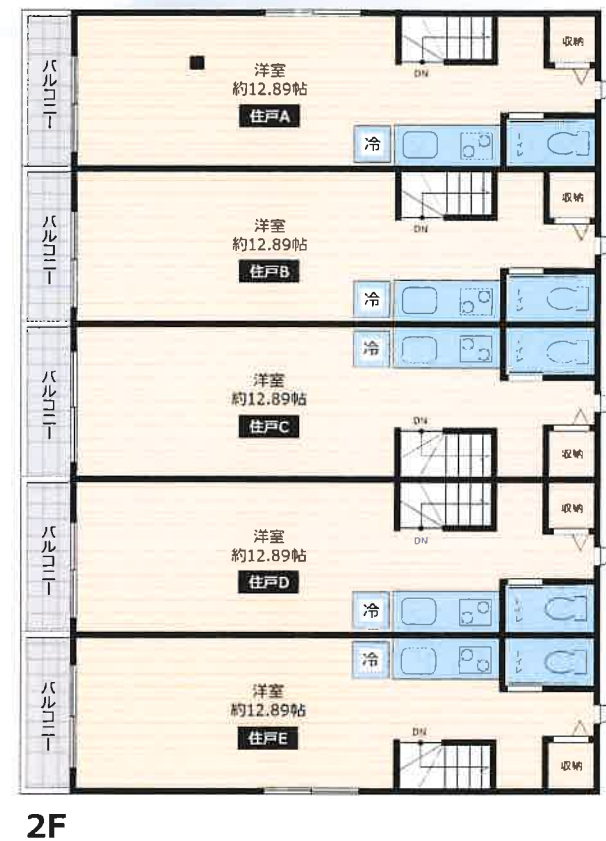 バルコニー
洋室
約12.89帖
住戸A
DN
収納
冷
トイレ
バルコニー
洋室
約12.89帖
住戸B
DN
収納
冷
トイレ
バルコニー
洋室
約12.89帖
住戸C
冷
トイレ
DN
収納
バルコニー
洋室
約12.89帖
住戸D
DN
収納
冷
トイレ
バルコニー
洋室
約12.89帖
住戸E
冷
トイレ
DN
収納
2F